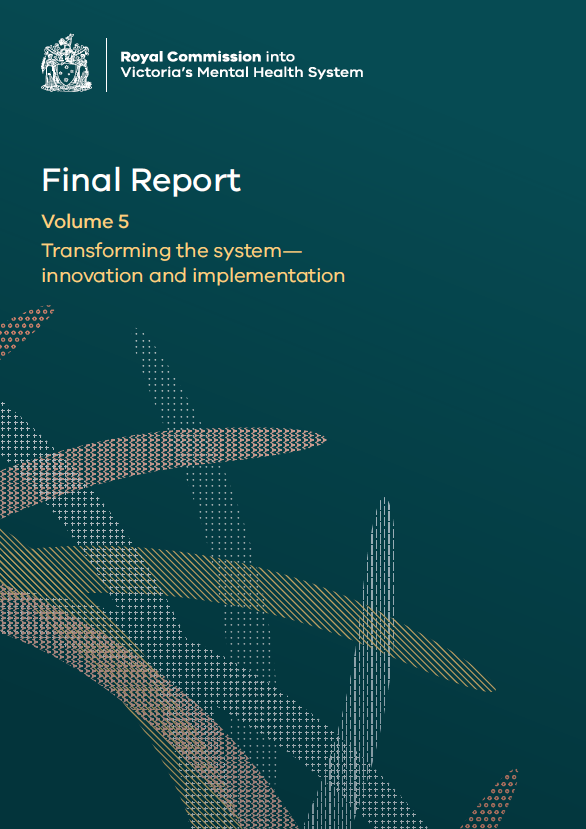 Royal Commission into
Victoria's Mental Health System
Final Report
Volume 5
Transforming the system—
innovation and implementation